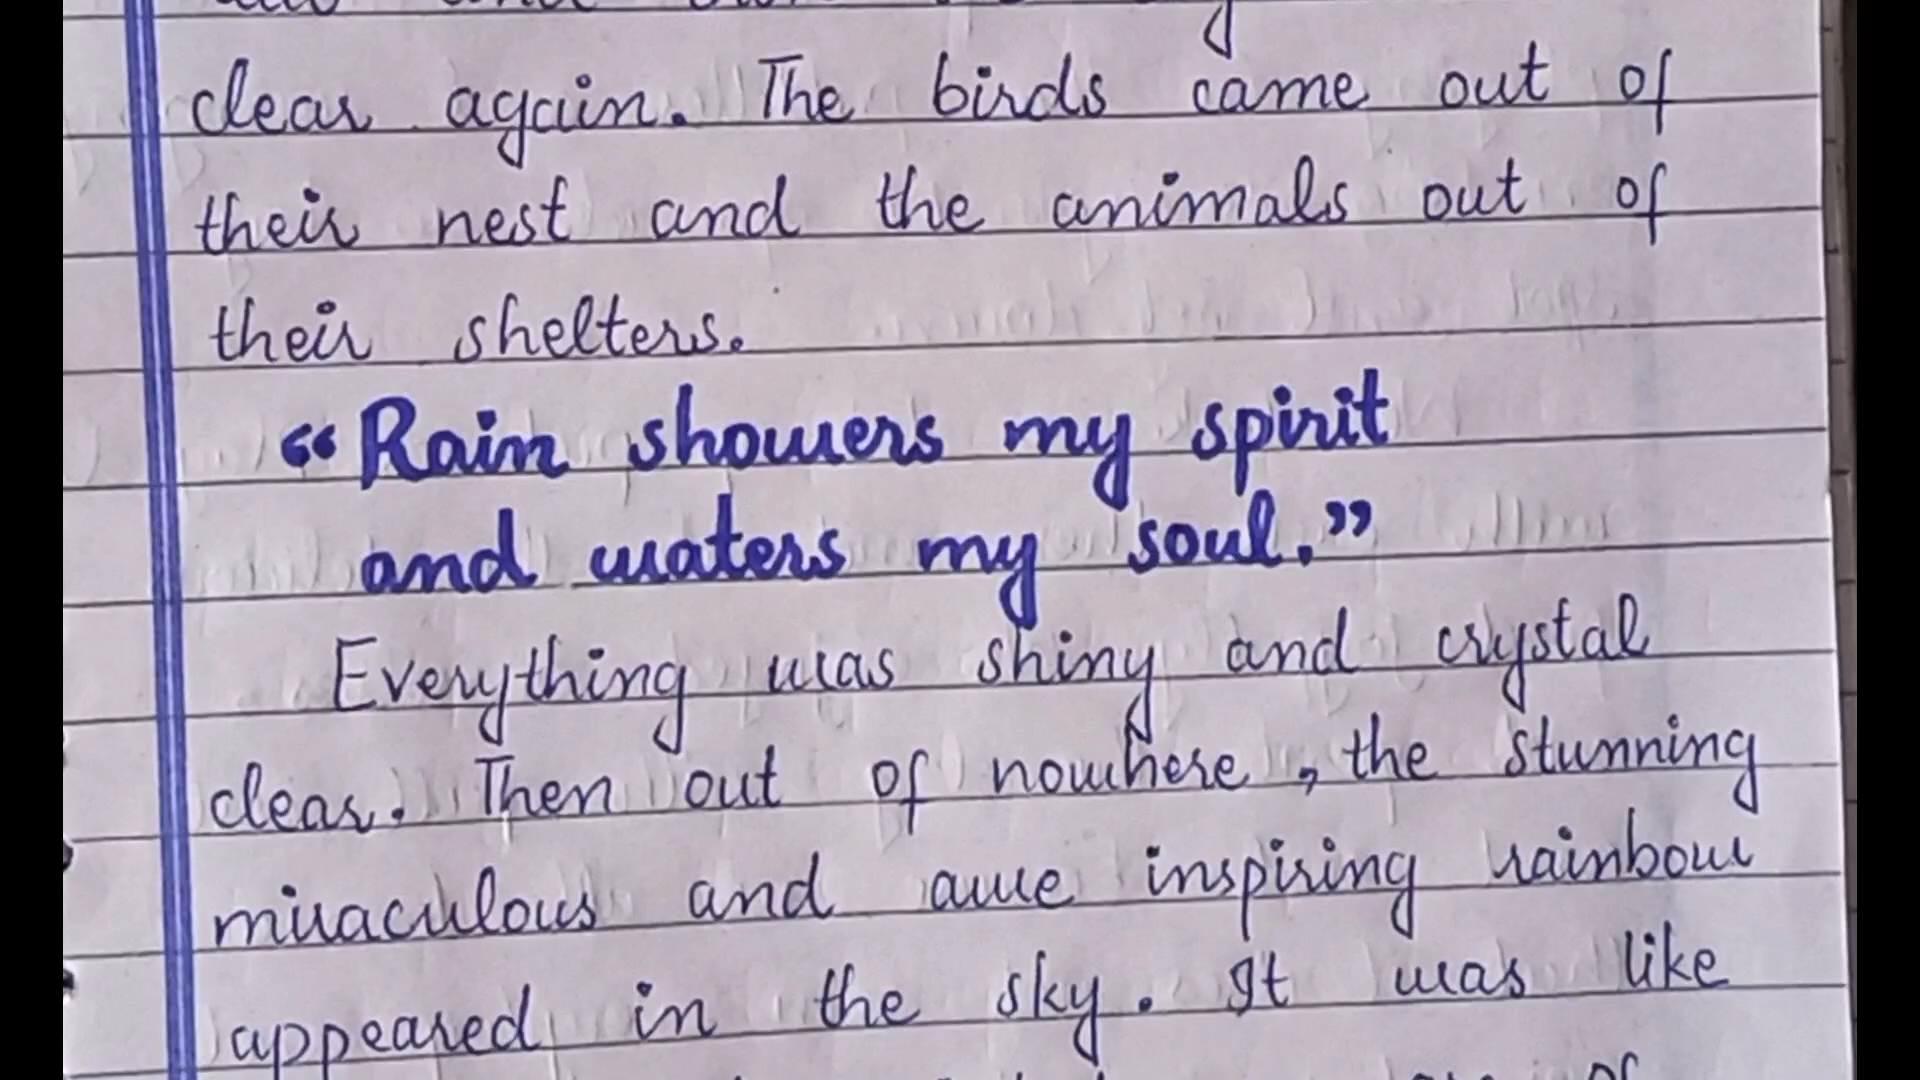 clear again. The birds came out of
their nest and the animals out of
their shelters.
“Rain showers my spirit
and waters my soul.”
Everything was shiny and crystal
clear. Then out of nowhere, the stunning
miraculous and awe inspiring rainbow
appeared in the sky. It was like